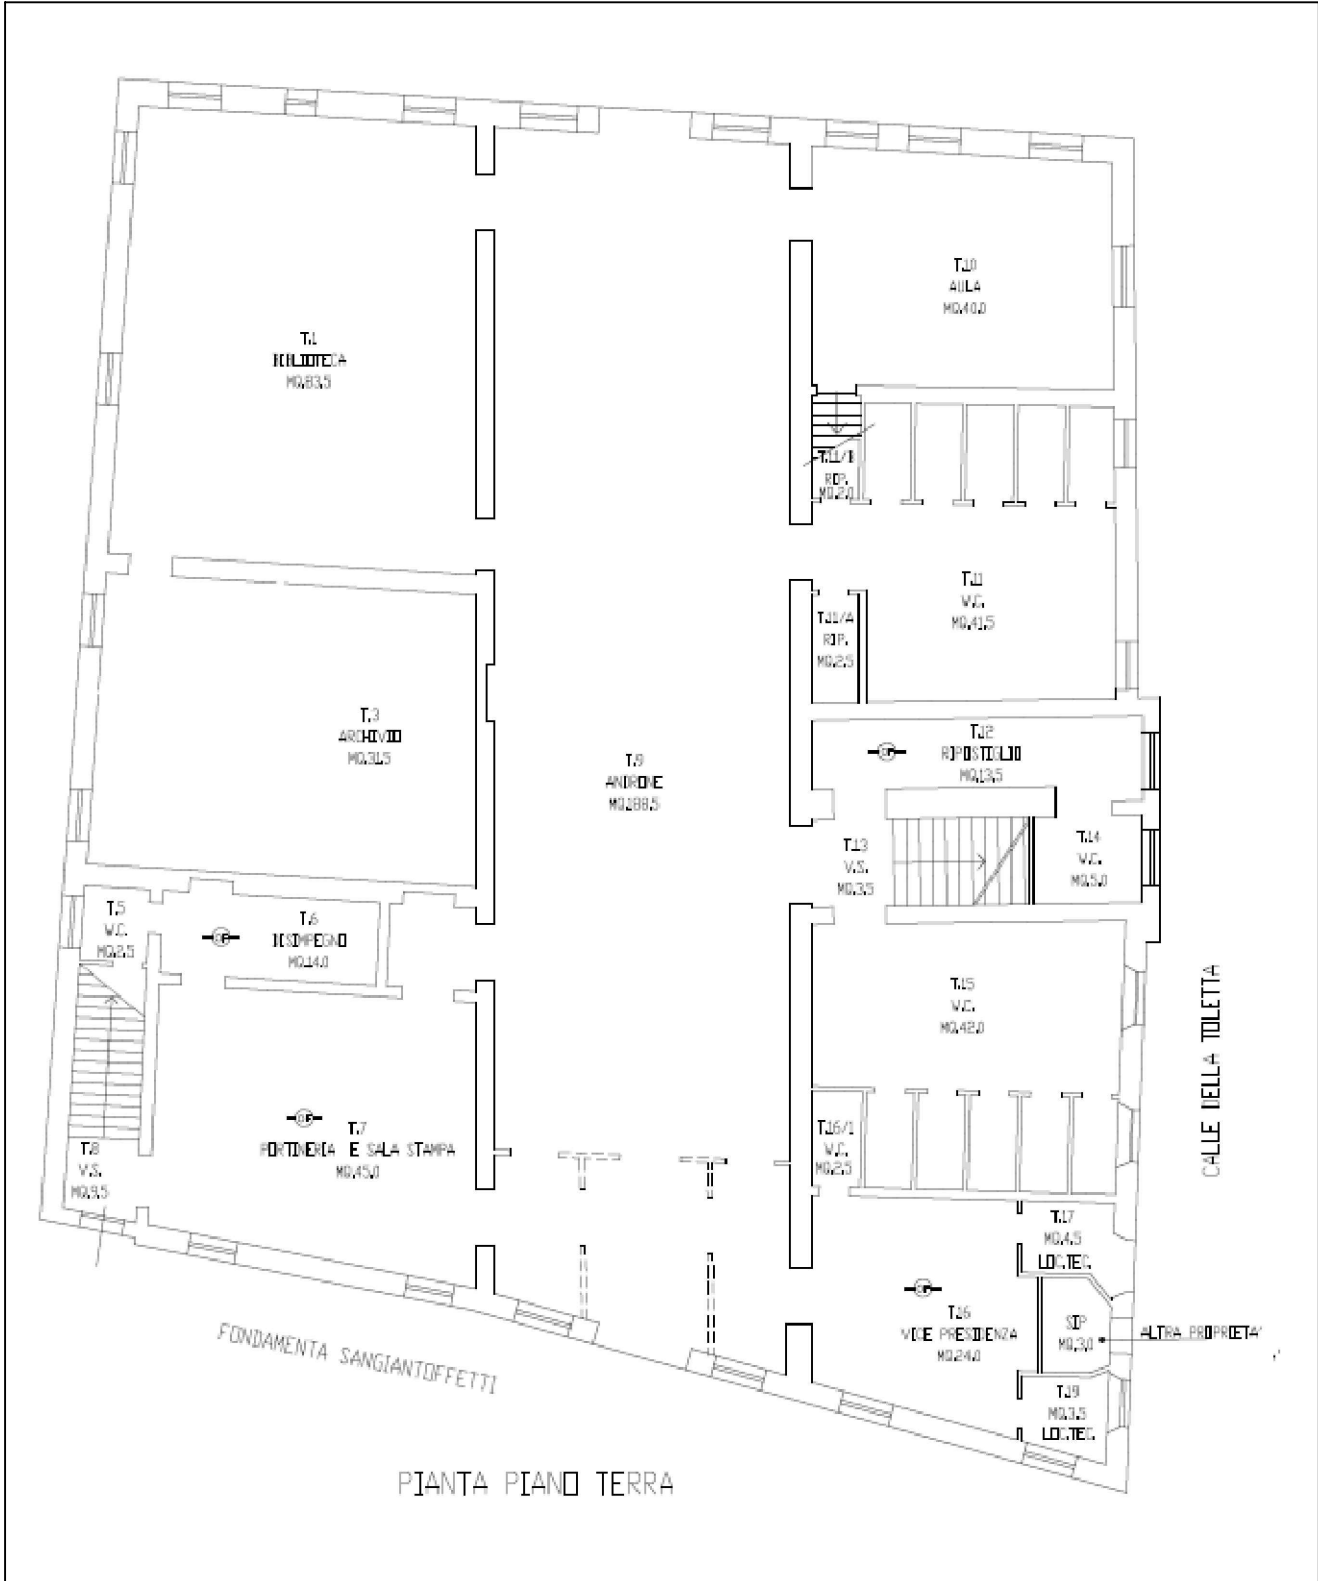 T.1
BIBLIOTECA
MQ.83.5
T.10
AULA
MQ.40.0
T.11/B
RIP.
MQ.2.0
T.11
W.C.
MQ.41.5
T.11/A
RIP.
MQ.2.5
T.3
ARCHIVIO
MQ.31.5
T.9
ANDRONE
MQ.188.5
T.12
RIPOSTIGLIO
MQ.13.5
T.13
V.S.
MQ.3.5
T.14
W.C.
MQ.5.0
T.5
W.C.
MQ.2.5
T.6
DISIMPEGNO
MQ.14.0
T.15
W.C.
MQ.42.0
CALLE DELLA TOLETTA
T.7
PORTINERIA E SALA STAMPA
MQ.45.0
T.8
V.S.
MQ.9.5
T.16/1
W.C.
MQ.2.5
T.17
MQ.4.5
LOC.TEC.
T.16
VICE PRESIDENZA
MQ.24.0
SIP
MQ.3.0
ALTRA PROPRIETA'
T.19
MQ.3.5
LOC.TEC.
FONDAMENTA SANGIANTOFFETTI
PIANTA PIANO TERRA